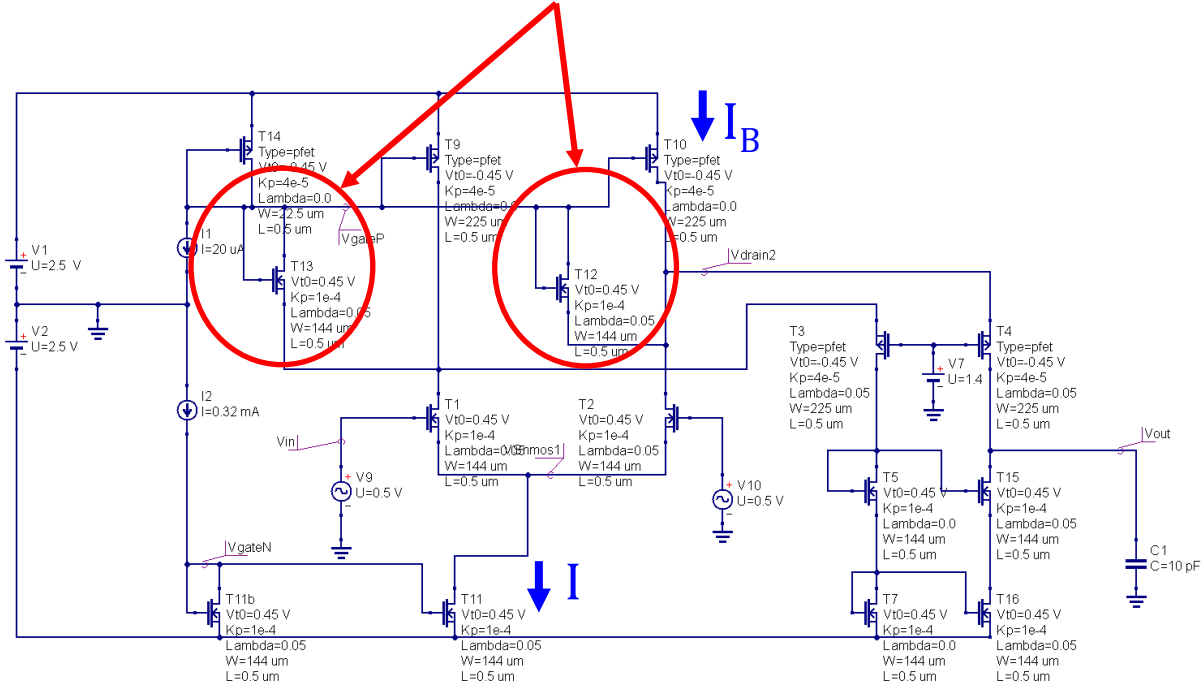 I_B
T14
Type=pfet
Vt0=-0.45 V
Kp=4e-5
Lambda=0.0
W=22.5 um
L=0.5 um
T9
Type=pfet
Vt0=-0.45 V
Kp=4e-5
Lambda=0.0
W=225 um
L=0.5 um
T10
Type=pfet
Vt0=-0.45 V
Kp=4e-5
Lambda=0.0
W=225 um
L=0.5 um
I1
I=20 uA
VgateP
V1
U=2.5 V
T13
Vt0=0.45 V
Kp=1e-4
Lambda=0.05
W=144 um
L=0.5 um
T12
Vt0=0.45 V
Kp=1e-4
Lambda=0.05
W=144 um
L=0.5 um
Vdrain2
V2
U=2.5 V
T3
Type=pfet
Vt0=-0.45 V
Kp=4e-5
Lambda=0.05
W=225 um
L=0.5 um
V7
U=1.4
T4
Type=pfet
Vt0=-0.45 V
Kp=4e-5
Lambda=0.05
W=225 um
L=0.5 um
I2
I=0.32 mA
T1
Vt0=0.45 V
Kp=1e-4
Lambda=0.05
W=144 um
L=0.5 um
T2
Vt0=0.45 V
Kp=1e-4
Lambda=0.05
W=144 um
L=0.5 um
Vin
Vout
V9
U=0.5 V
V10
U=0.5 V
T5
Vt0=0.45 V
Kp=1e-4
Lambda=0.0
W=144 um
L=0.5 um
T15
Vt0=0.45 V
Kp=1e-4
Lambda=0.05
W=144 um
L=0.5 um
VgateN
I
C1
C=10 pF
T11b
Vt0=0.45 V
Kp=1e-4
Lambda=0.05
W=144 um
L=0.5 um
T11
Vt0=0.45 V
Kp=1e-4
Lambda=0.05
W=144 um
L=0.5 um
T7
Vt0=0.45 V
Kp=1e-4
Lambda=0.0
W=144 um
L=0.5 um
T16
Vt0=0.45 V
Kp=1e-4
Lambda=0.05
W=144 um
L=0.5 um